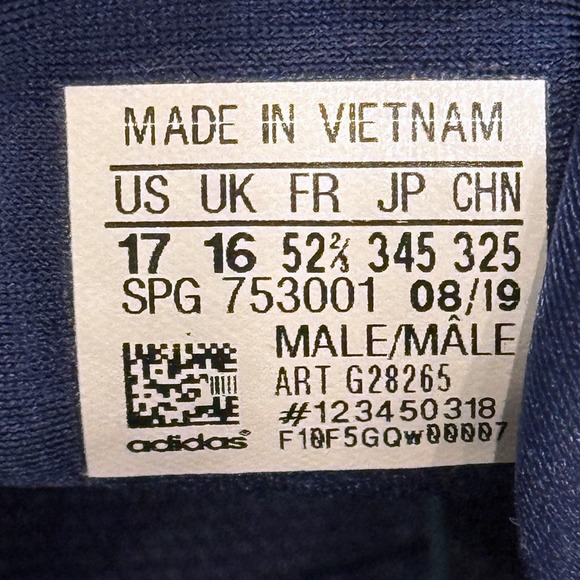 MADE IN VIETNAM
US UK FR JP CHN
17 16 52⅔ 345 325
SPG 753001 08/19
MALE/MÂLE
ART G28265
#123450318
F10F5GQw00007
adidas®